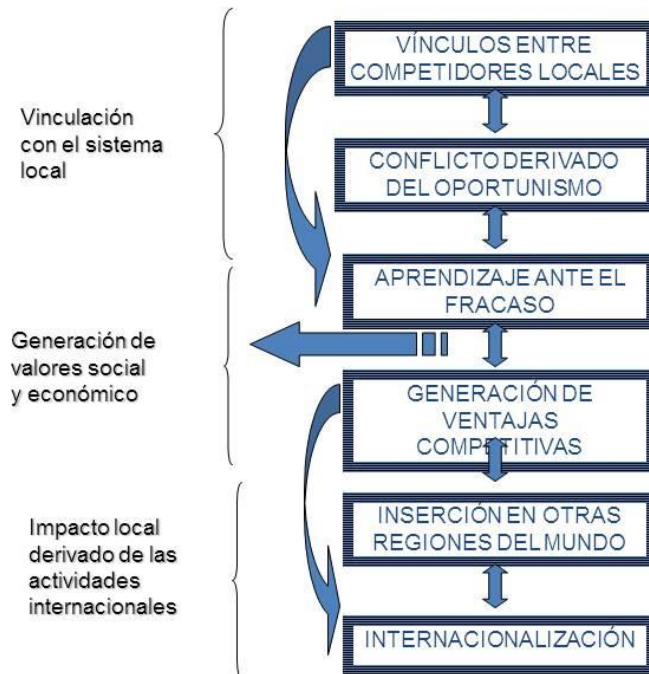 VÍNCULOS ENTRE
COMPETIDORES LOCALES
Vinculación
con el sistema
local
CONFLICTO DERIVADO
DEL OPORTUNISMO
APRENDIZAJE ANTE EL
FRACASO
Generación de
valores social
y económico
GENERACIÓN DE
VENTAJAS
COMPETITIVAS
Impacto local
derivado de las
actividades
internacionales
INSERCIÓN EN OTRAS
REGIONES DEL MUNDO
INTERNACIONALIZACIÓN